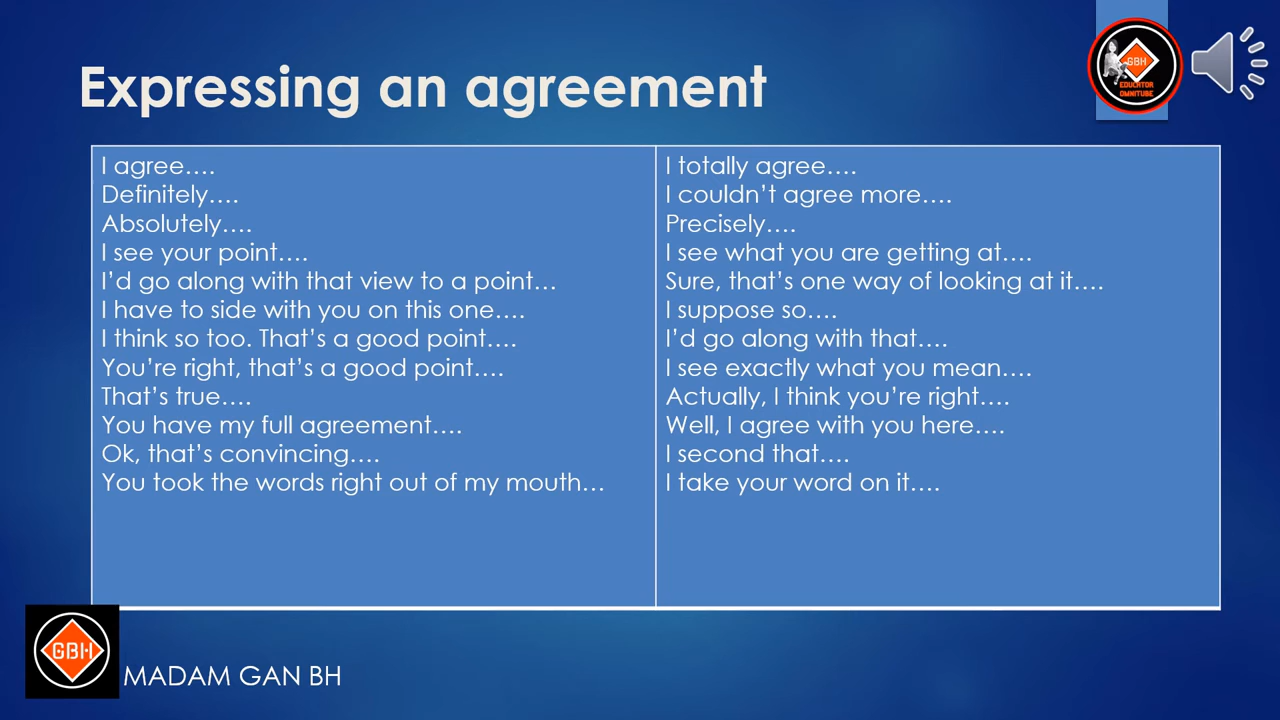 Expressing an agreement
GBH
EDUCATOR
OMNITUBE
I agree….
Definitely….
Absolutely….
I see your point….
I’d go along with that view to a point…
I have to side with you on this one….
I think so too. That’s a good point….
You’re right, that’s a good point….
That’s true….
You have my full agreement….
Ok, that’s convincing….
You took the words right out of my mouth…
I totally agree….
I couldn’t agree more….
Precisely….
I see what you are getting at….
Sure, that’s one way of looking at it….
I suppose so….
I’d go along with that….
I see exactly what you mean….
Actually, I think you’re right….
Well, I agree with you here….
I second that….
I take your word on it….
GBH
MADAM GAN BH